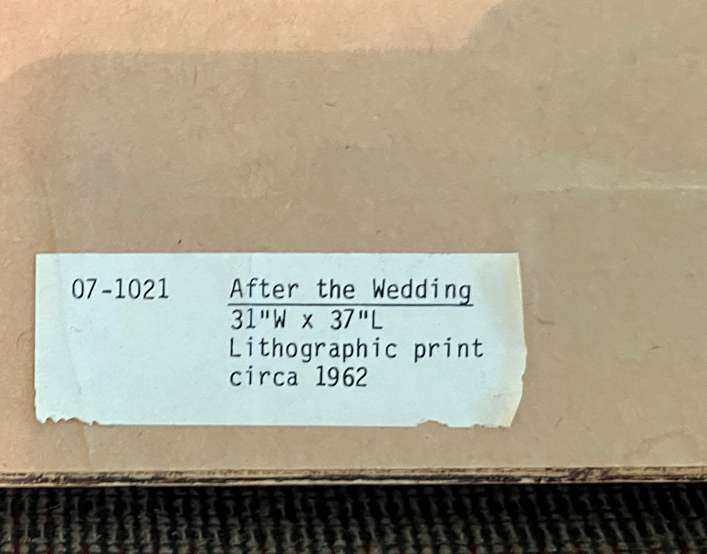 07-1021 After the Wedding
31"W x 37"L
Lithographic print
circa 1962